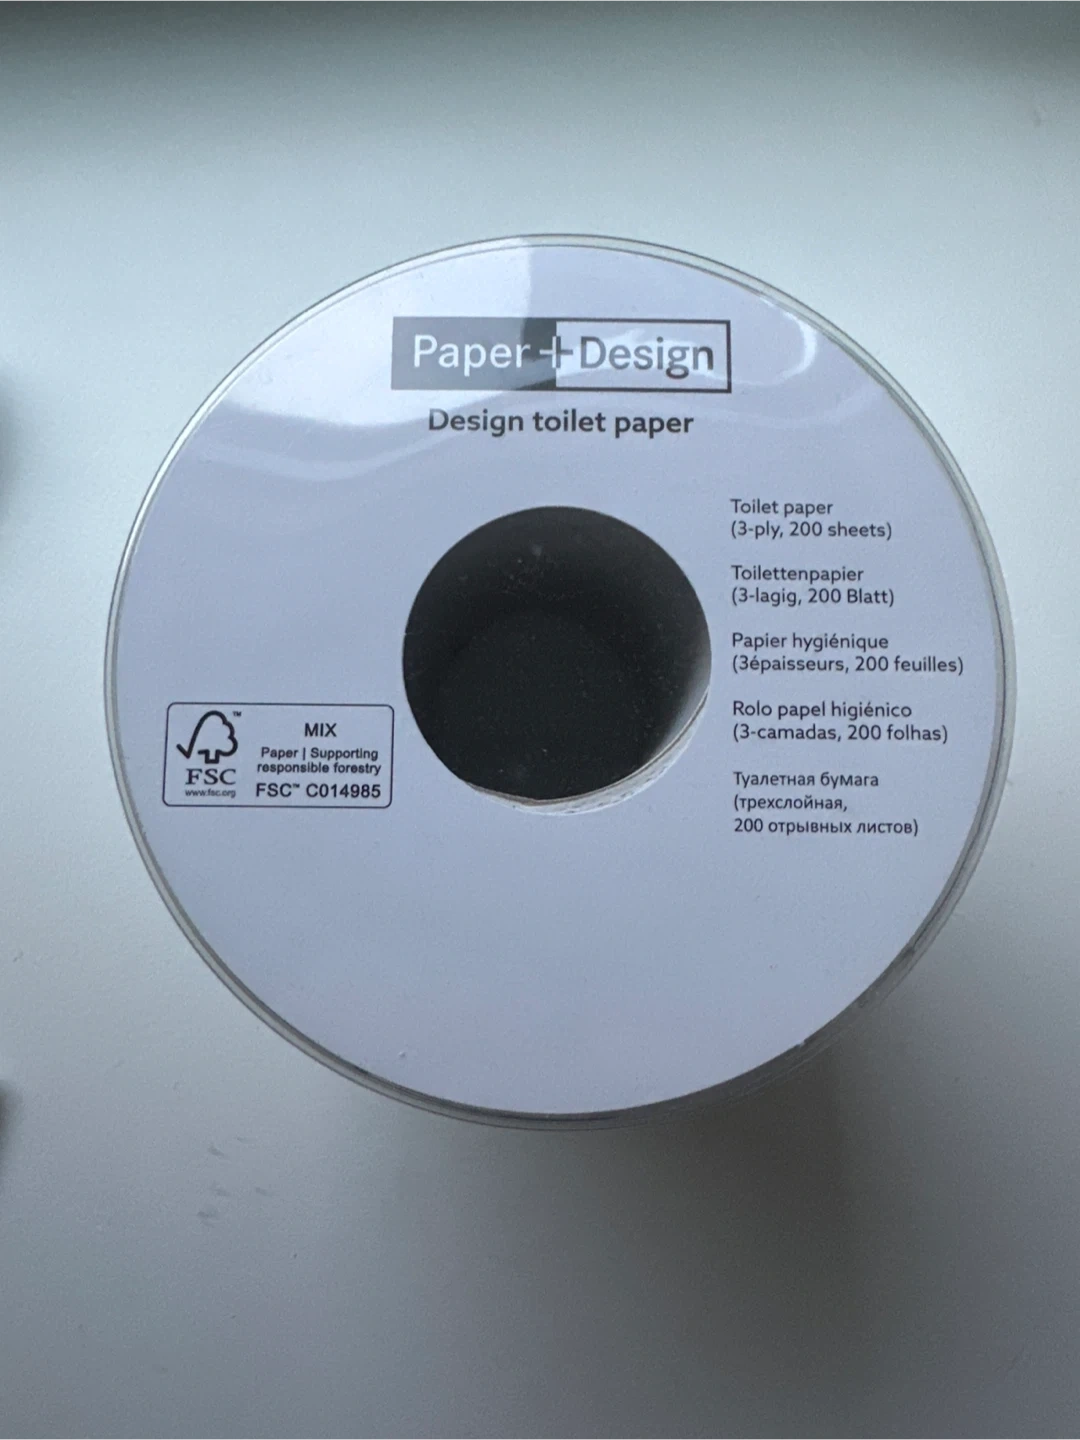 Paper+Design
Design toilet paper
Toilet paper
(3-ply, 200 sheets)
Toilettenpapier
(3-lagig, 200 Blatt)
Papier hygiénique
(3épaisseurs, 200 feuilles)
Rolo papel higiénico
(3-camadas, 200 folhas)
Туалетная бумага
(трехслойная,
200 отрывных листов)
FSC
www.fsc.org
MIX
Paper | Supporting
responsible forestry
FSC™ C014985